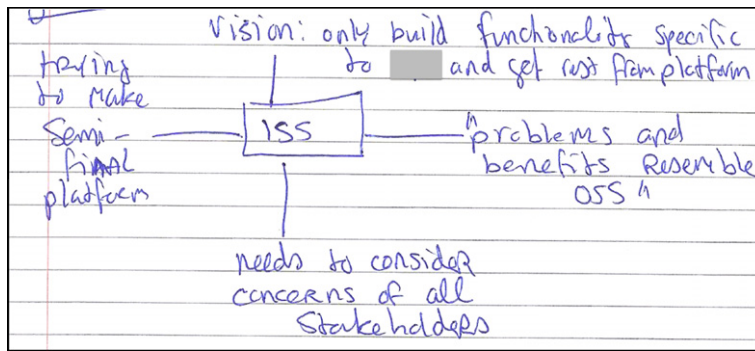 Vision: only build functionality specific
to and get rest from platform
trying
to make
Semi-
final
platform
ISS
"problems and
benefits Resemble
OSS"
needs to consider
concerns of all
Stakeholders